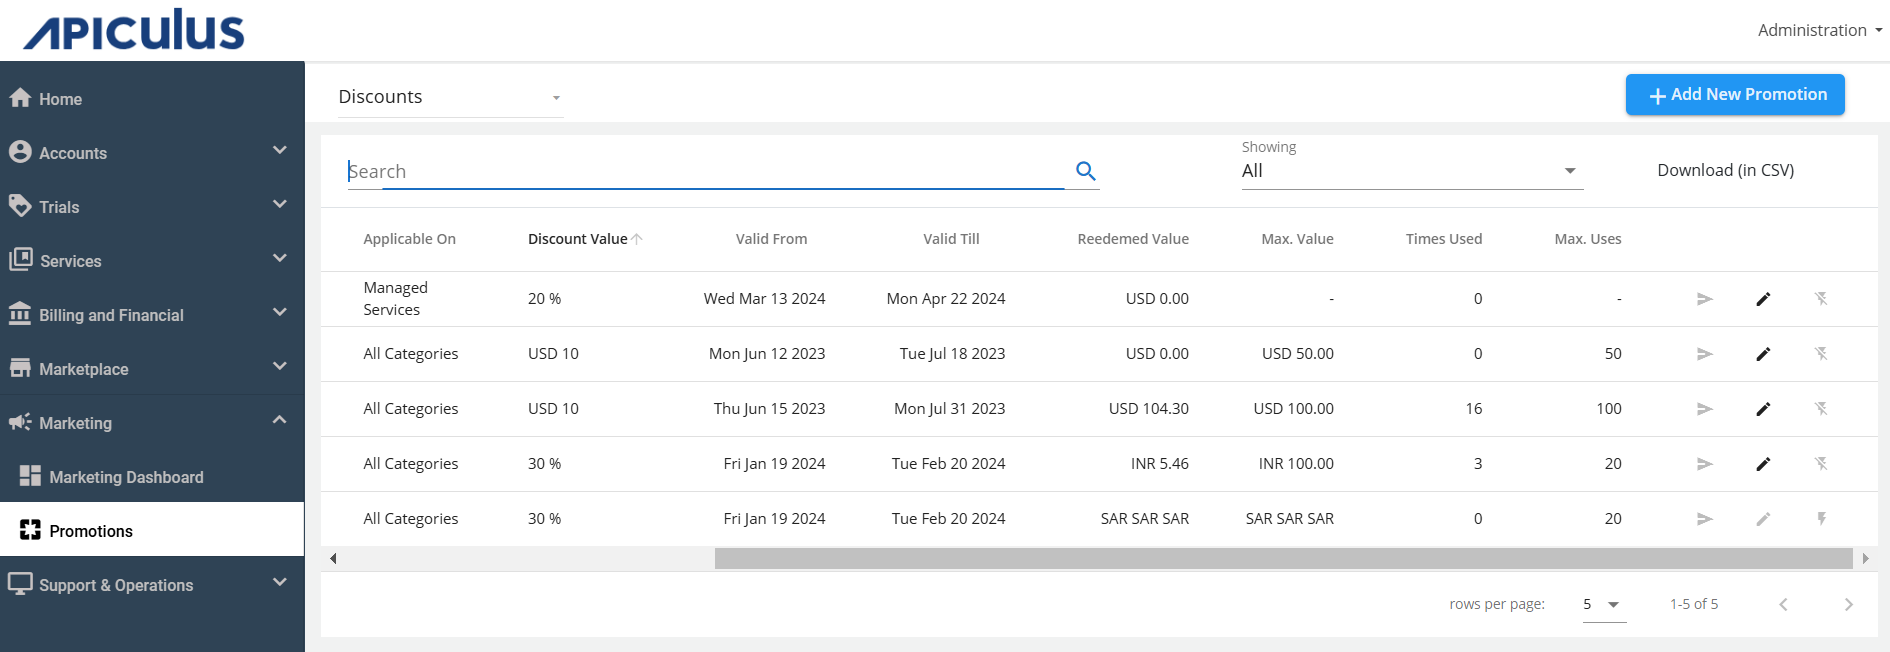 APICULUS
Administration
Home
Accounts
Trials
Services
Billing and Financial
Marketplace
Marketing
Marketing Dashboard
Promotions
Support & Operations
Discounts
Add New Promotion
Search
Showing
All
Download (in CSV)
Applicable On Discount Value Valid From Valid Till Reedemed Value Max. Value Times Used Max. Uses
Managed
Services 20 % Wed Mar 13 2024 Mon Apr 22 2024 USD 0.00 - 0 -
All Categories USD 10 Mon Jun 12 2023 Tue Jul 18 2023 USD 0.00 USD 50.00 0 50
All Categories USD 10 Thu Jun 15 2023 Mon Jul 31 2023 USD 104.30 USD 100.00 16 100
All Categories 30 % Fri Jan 19 2024 Tue Feb 20 2024 INR 5.46 INR 100.00 3 20
All Categories 30 % Fri Jan 19 2024 Tue Feb 20 2024 SAR SAR SAR SAR SAR SAR 0 20
rows per page: 5 1-5 of 5